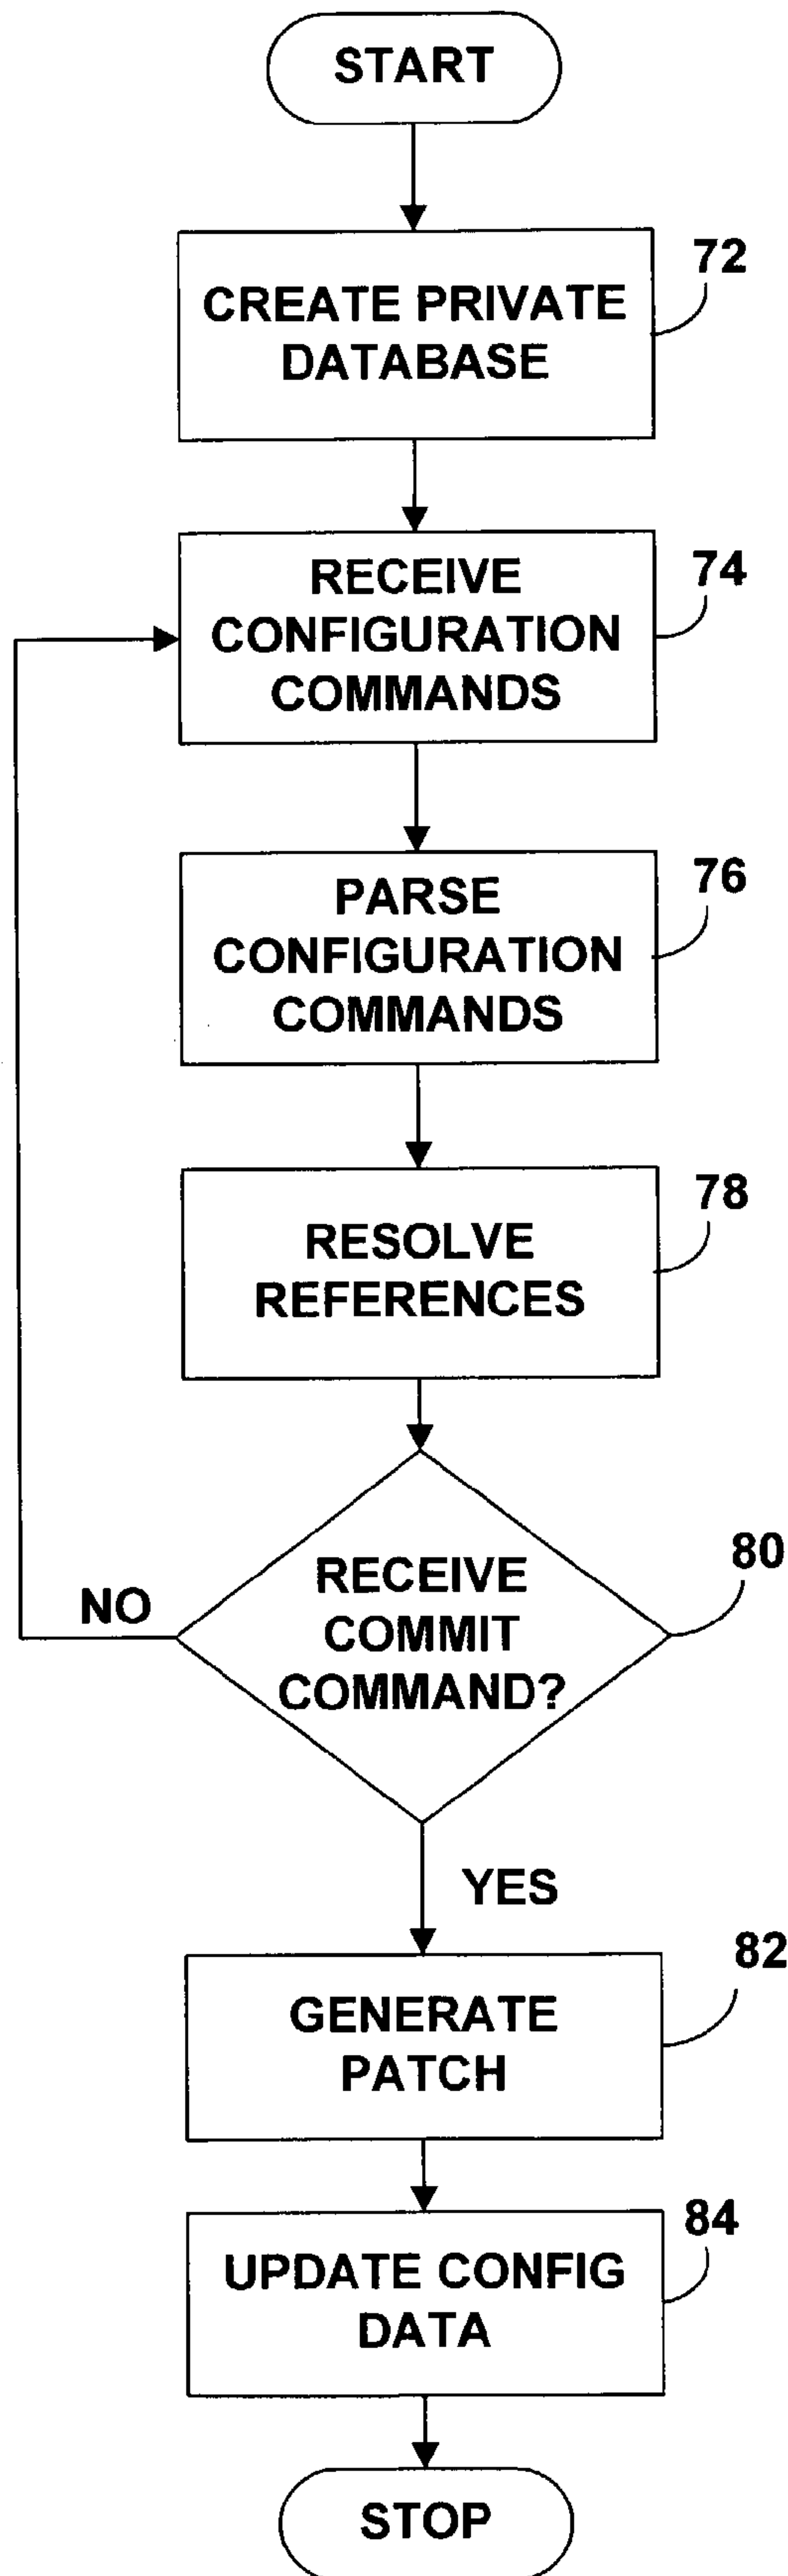 START
72
CREATE PRIVATE
DATABASE
74
RECEIVE
CONFIGURATION
COMMANDS
76
PARSE
CONFIGURATION
COMMANDS
78
RESOLVE
REFERENCES
80
RECEIVE
COMMIT
COMMAND?
NO
YES
82
GENERATE
PATCH
84
UPDATE CONFIG
DATA
STOP